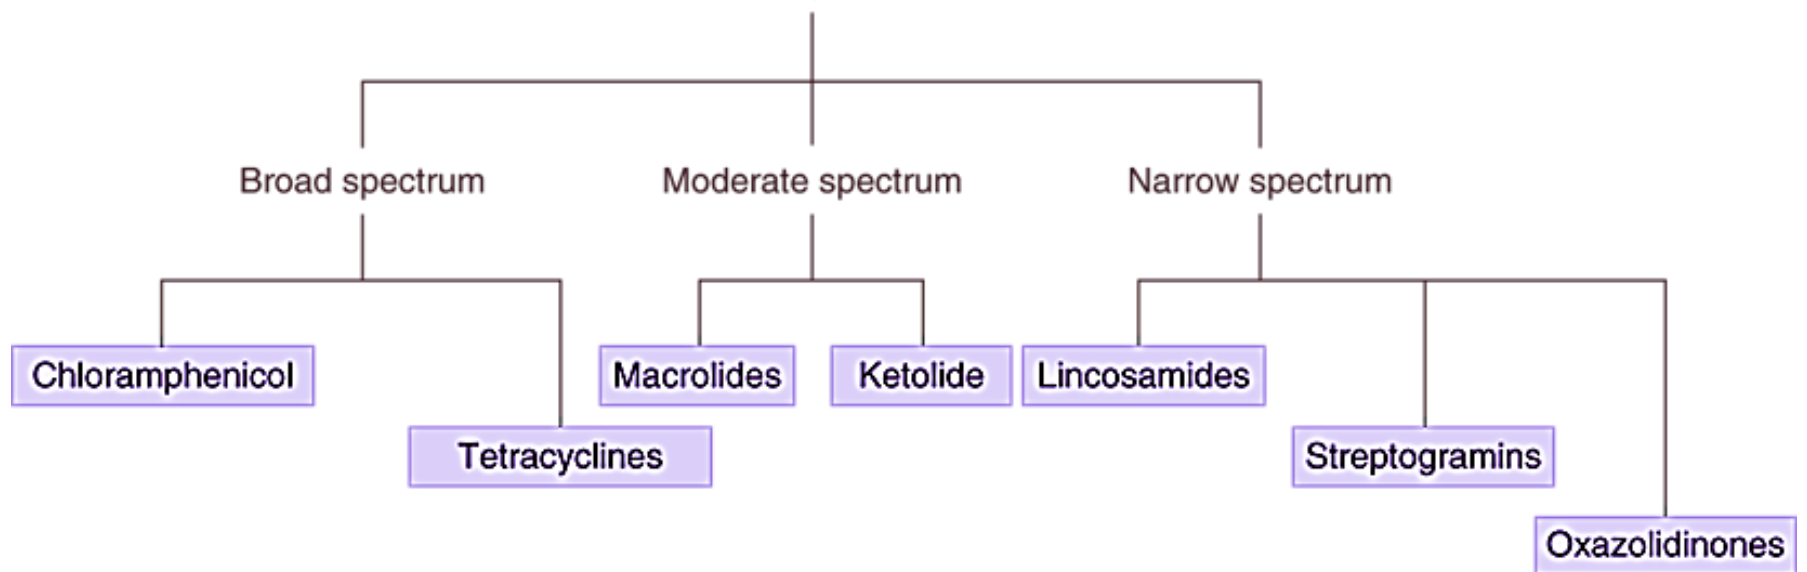 Broad spectrum
Moderate spectrum
Narrow spectrum
Chloramphenicol
Macrolides
Ketolide
Lincosamides
Tetracyclines
Streptogramins
Oxazolidinones